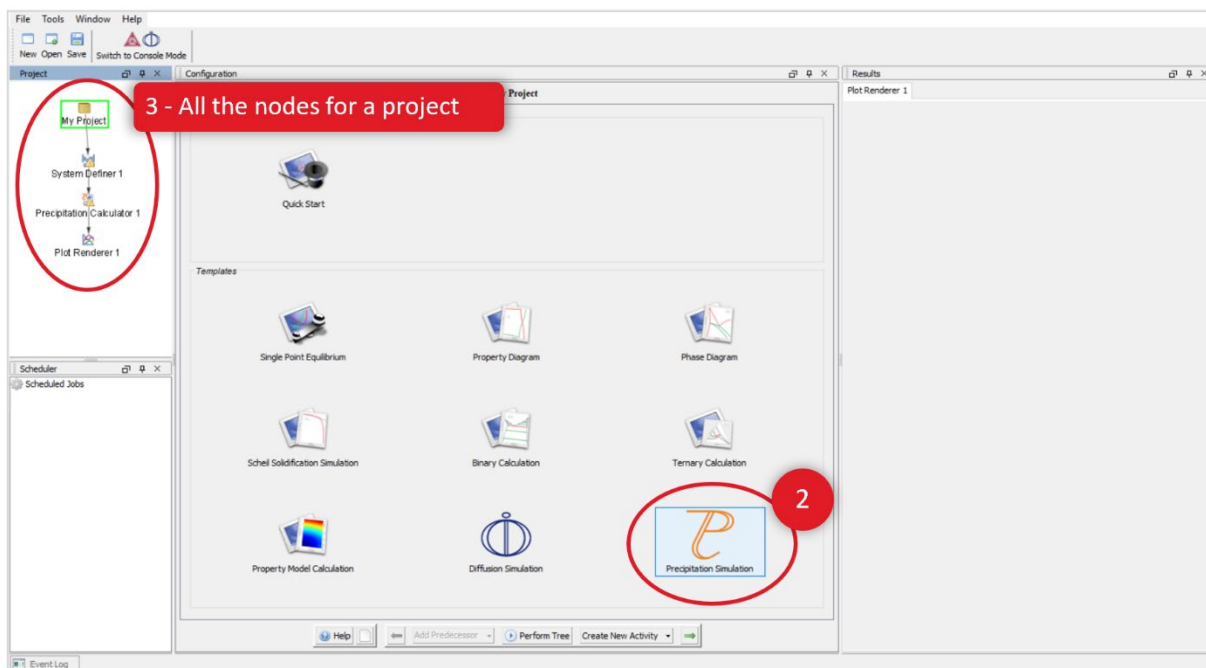 File Tools Window Help
New Open Save Switch to Console Mode
Project
Configuration
Results
3 - All the nodes for a project
Project
Plot Renderer 1
My Project
System Definer 1
Precipitation Calculator 1
Plot Renderer 1
Quick Start
Templates
Single Point Equilibrium
Property Diagram
Phase Diagram
Scheduler
Scheduled Jobs
Scheil Solidification Simulation
Binary Calculation
Ternary Calculation
2
Property Model Calculation
Diffusion Simulation
Precipitation Simulation
Help
Add Predecessor
Perform Tree
Create New Activity
Event Log